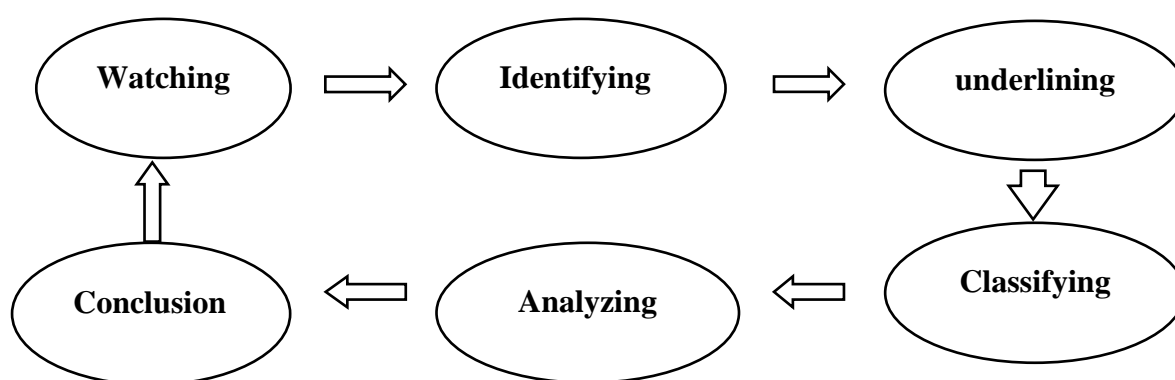 Watching
Identifying
underlining
Classifying
Analyzing
Conclusion